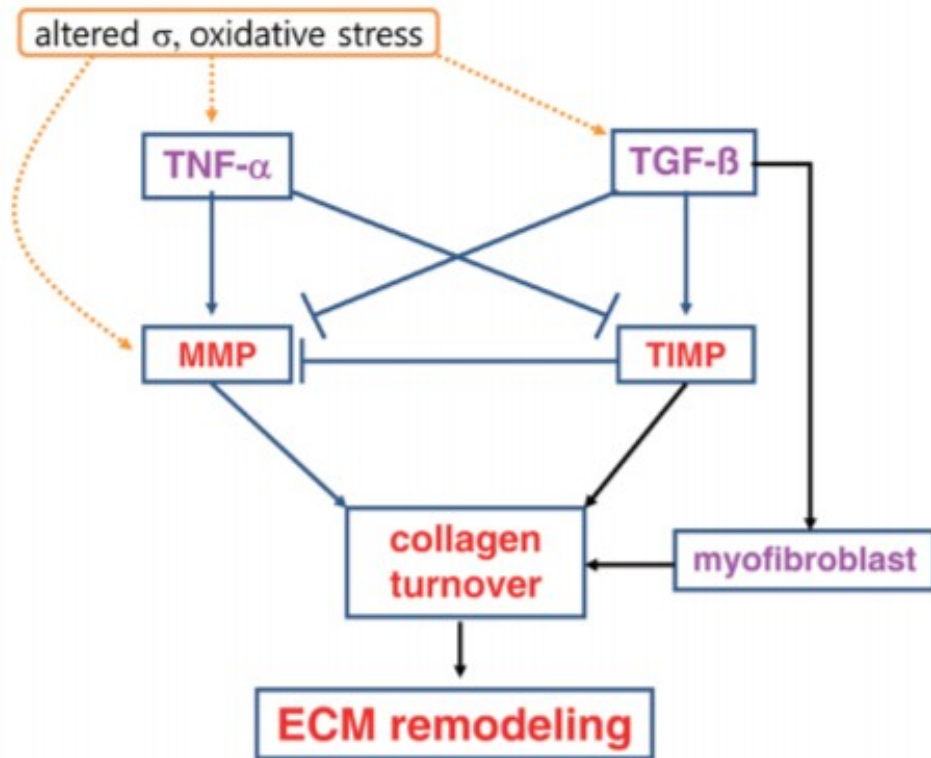 altered σ, oxidative stress
TNF-α
TGF-ß
MMP
TIMP
collagen
turnover
myofibroblast
ECM remodeling